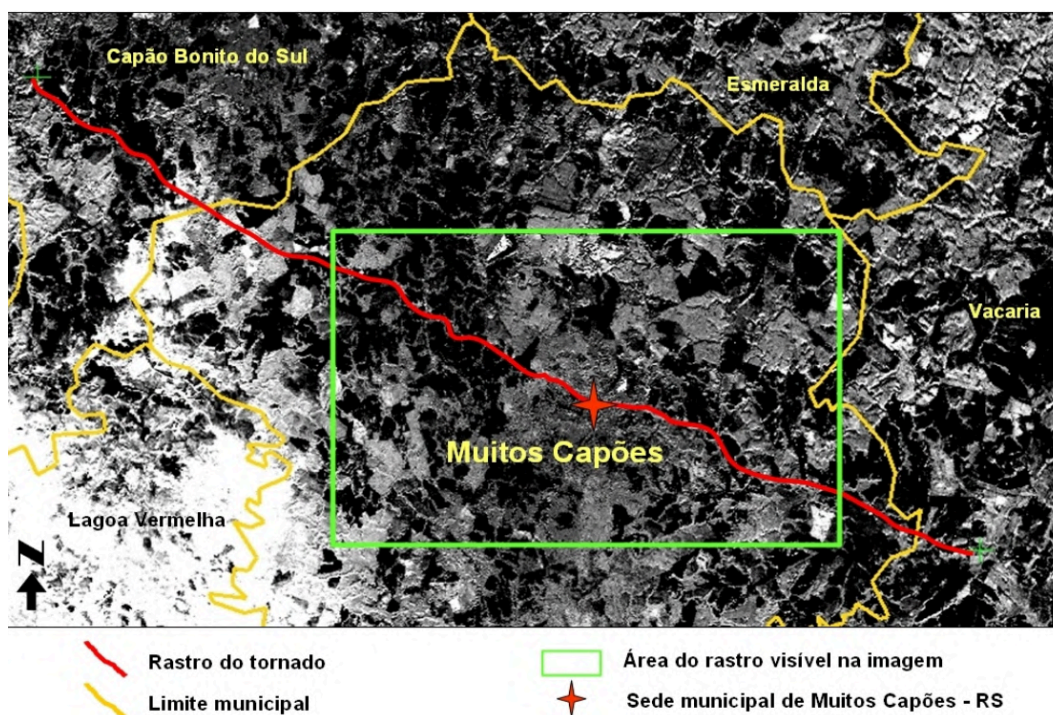 Capão Bonito do Sul
Esmeralda
Vacaria
Muitos Capões
Lagoa Vermelha
N
Rastro do tornado
Área do rastro visível na imagem
Limite municipal
Sede municipal de Muitos Capões - RS